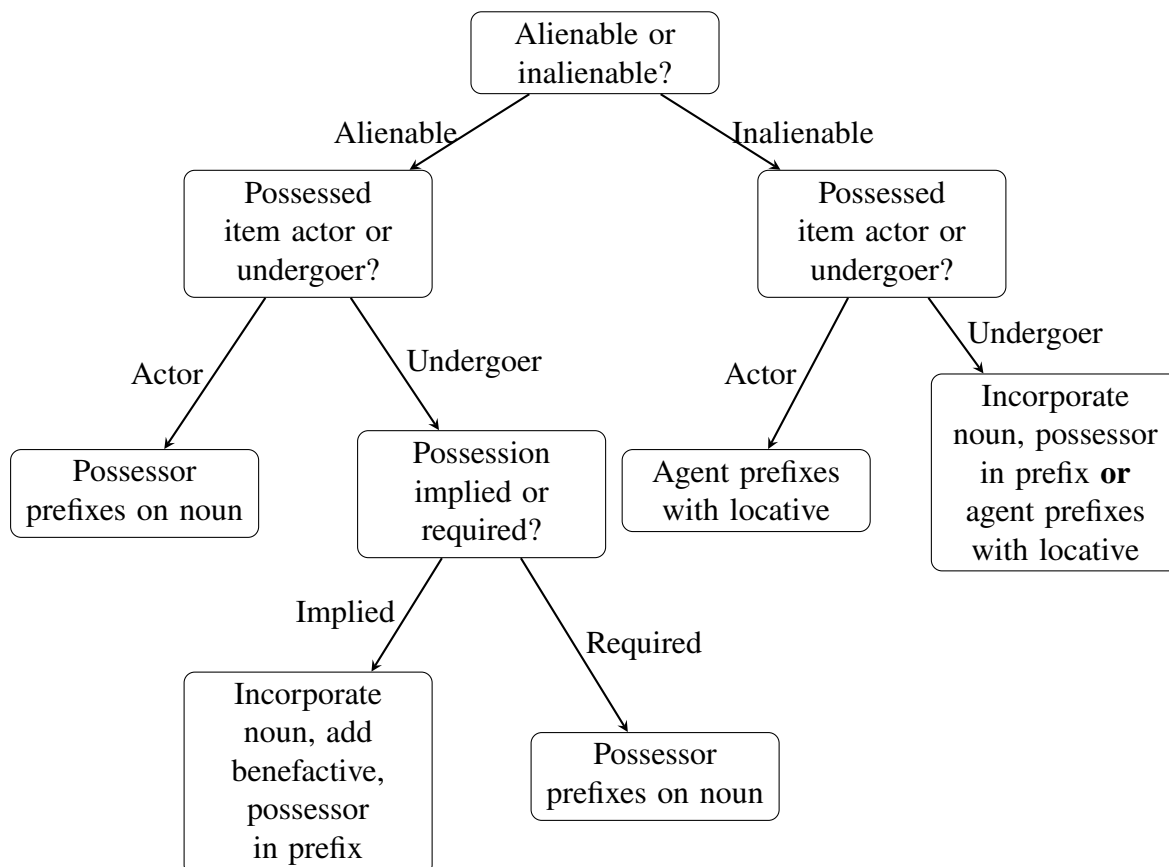 Alienable or
inalienable?
Alienable
Inalienable
Possessed
item actor or
undergoer?
Possessed
item actor or
undergoer?
Actor
Undergoer
Actor
Undergoer
Possessor
prefixes on noun
Possession
implied or
required?
Agent prefixes
with locative
Incorporate
noun, possessor
in prefix or
agent prefixes
with locative
Implied
Required
Incorporate
noun, add
benefactive,
possessor
in prefix
Possessor
prefixes on noun